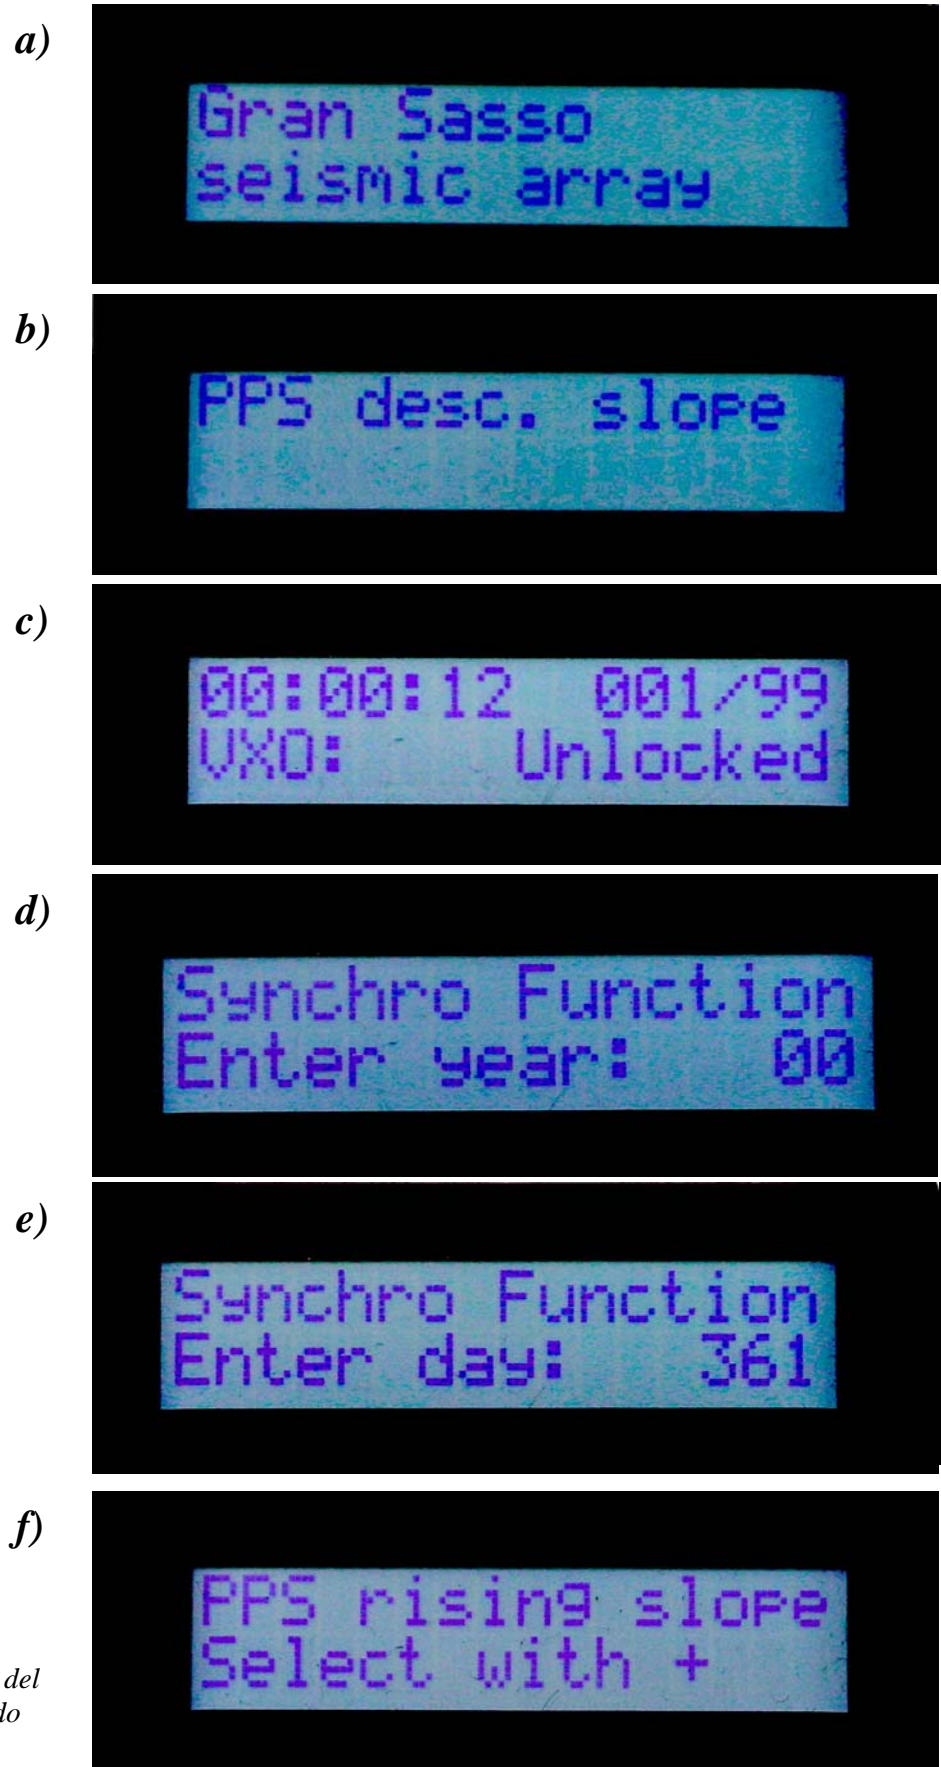 a)
Gran Sasso
seismic array
b)
PPS desc. slope
c)
00:00:12 001/99
VXO: Unlocked
d)
Synchro Function
Enter year: 00
e)
Synchro Function
Enter day: 361
f)
PPS rising slope
Select with +
del